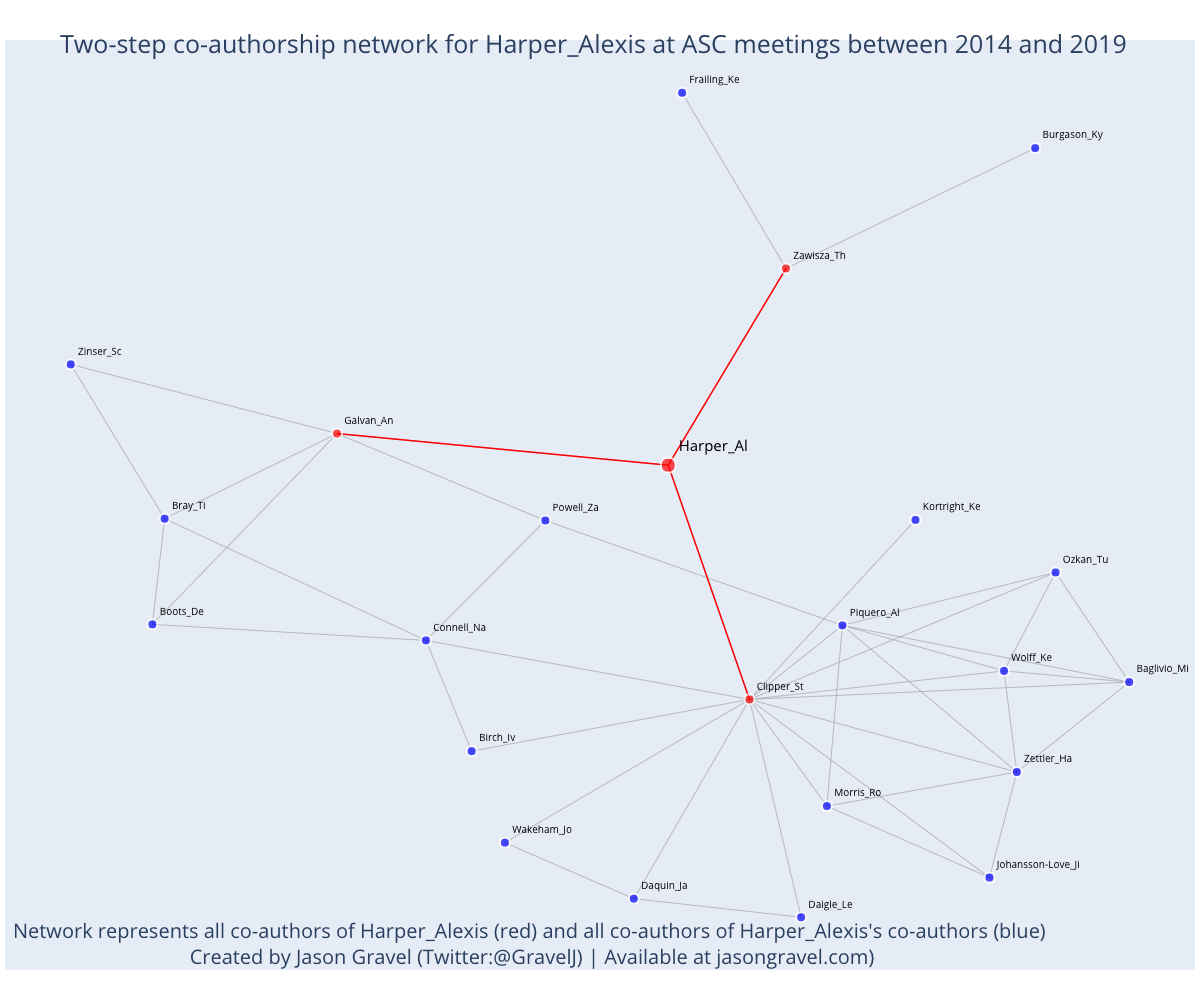 Two-step co-authorship network for Harper_Alexis at ASC meetings between 2014 and 2019
Frailing_Ke
Burgason_Ky
Zawisza_Th
Zinser_Sc
Galvan_An
Harper_Al
Bray_Ti
Powell_Za
Kortright_Ke
Ozkan_Tu
Boots_De
Piquero_Al
Connell_Na
Wolff_Ke
Baglivio_Mi
Clipper_St
Birch_Iv
Zettler_Ha
Morris_Ro
Wakeham_Jo
Johansson-Love_Ji
Daquin_Ja
Daigle_Le
Network represents all co-authors of Harper_Alexis (red) and all co-authors of Harper_Alexis's co-authors (blue)
Created by Jason Gravel (Twitter:@GravelJ) | Available at jasongravel.com)